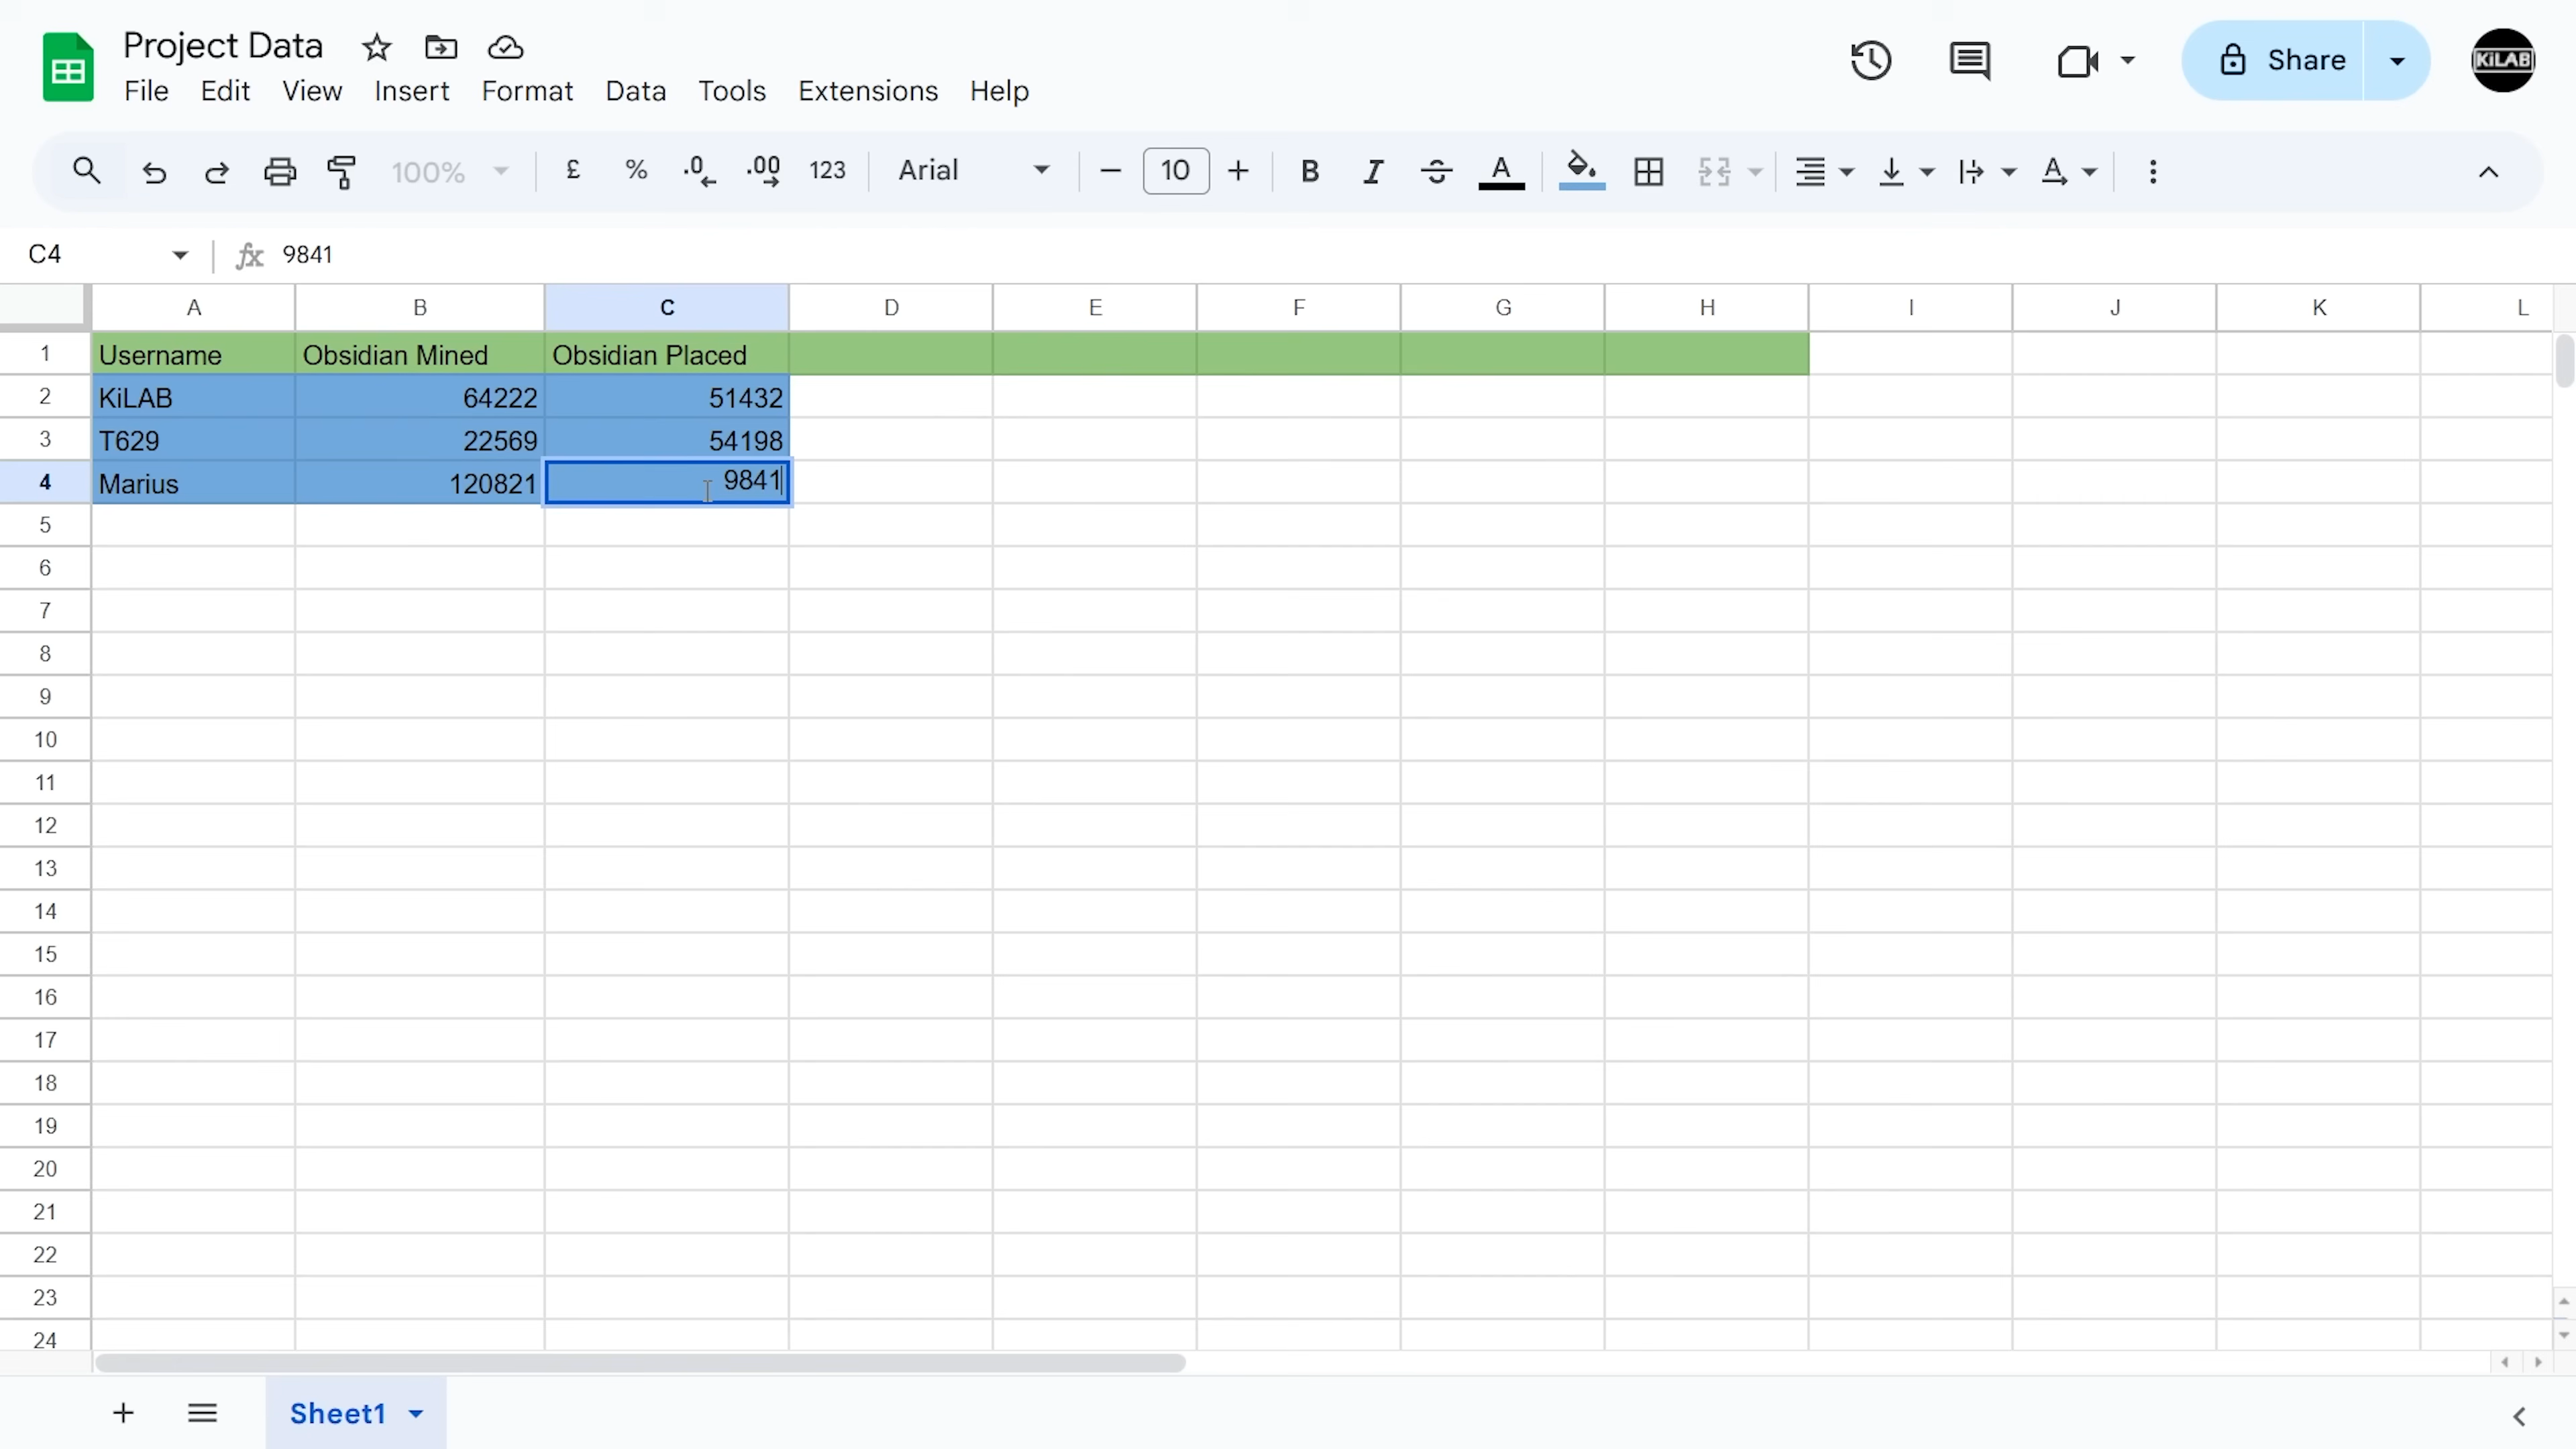 Project Data
File Edit View Insert Format Data Tools Extensions Help
Share
KiLAB
100% £ % .0 .00 123 Arial 10 B I A A
C4 fx 9841
A B C D E F G H I J K L
1 Username Obsidian Mined Obsidian Placed
2 KiLAB 64222 51432
3 T629 22569 54198
4 Marius 120821 9841
5
6
7
8
9
10
11
12
13
14
15
16
17
18
19
20
21
22
23
24
Sheet1